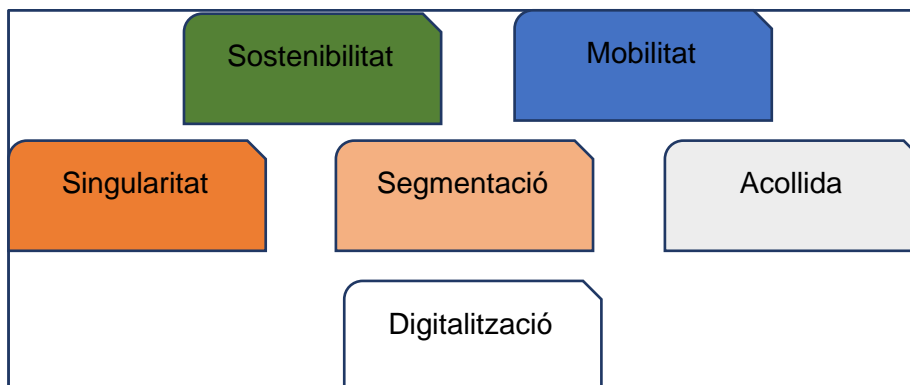 Sostenibilitat
Mobilitat
Singularitat
Segmentació
Acollida
Digitalització